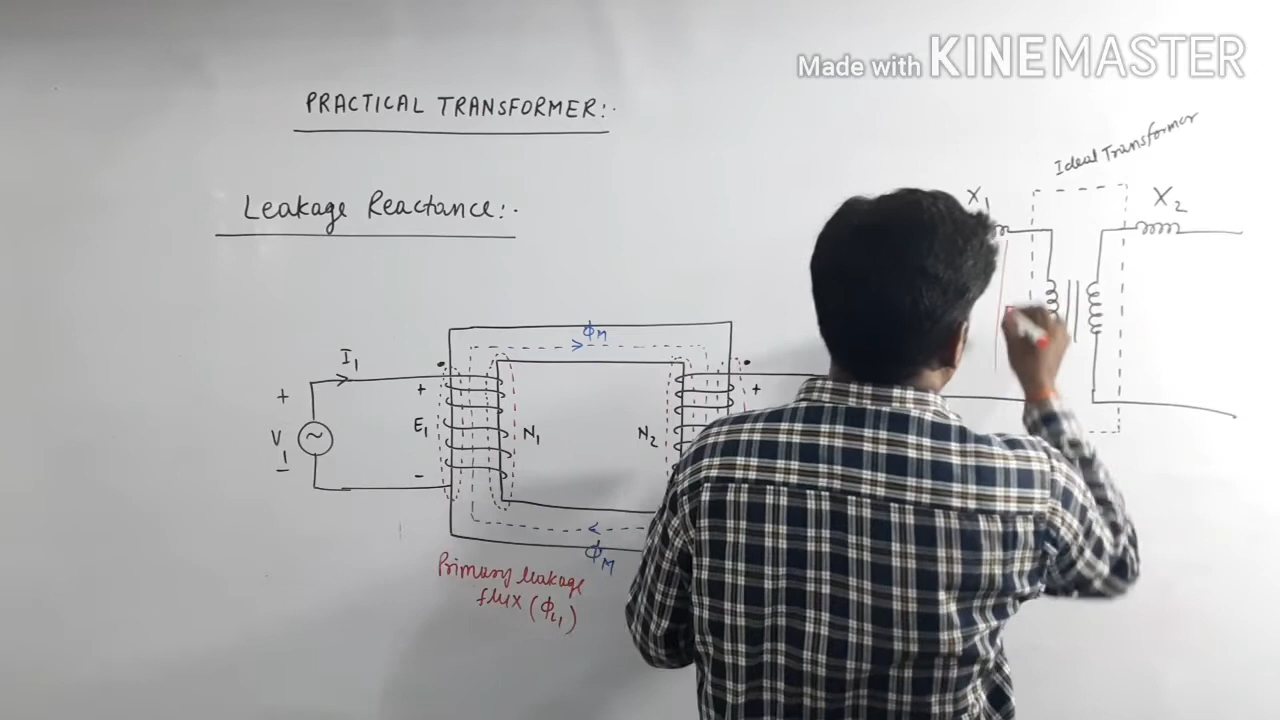 Made with KINEMASTER
PRACTICAL TRANSFORMER:-
Ideal Transformer
Leakage Reactance:-
X1
X2
ϕM
I1
+
+
+
V
E1
N1
N2
-
-
ϕM
Primary leakage
flux (ϕL1)